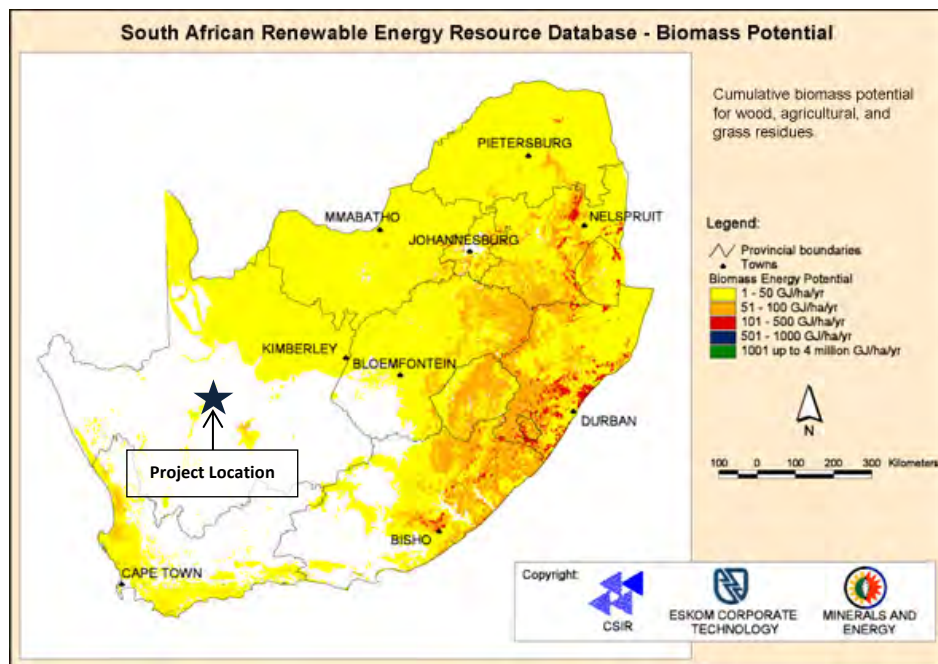 South African Renewable Energy Resource Database - Biomass Potential
Cumulative biomass potential
for wood, agricultural, and
grass residues.
PIETERSBURG
MMABATHO
NELSPRUIT
JOHANNESBURG
KIMBERLEY
BLOEMFONTEIN
DURBAN
Project Location
BISHO
CAPE TOWN
Legend:
Provincial boundaries
Towns
Biomass Energy Potential
1 - 50 GJ/ha/yr
51 - 100 GJ/ha/yr
101 - 500 GJ/ha/yr
501 - 1000 GJ/ha/yr
1001 up to 4 million GJ/ha/yr
N
100 0 100 200 300 Kilometers
Copyright:
CSIR
ESKOM CORPORATE
TECHNOLOGY
MINERALS AND
ENERGY